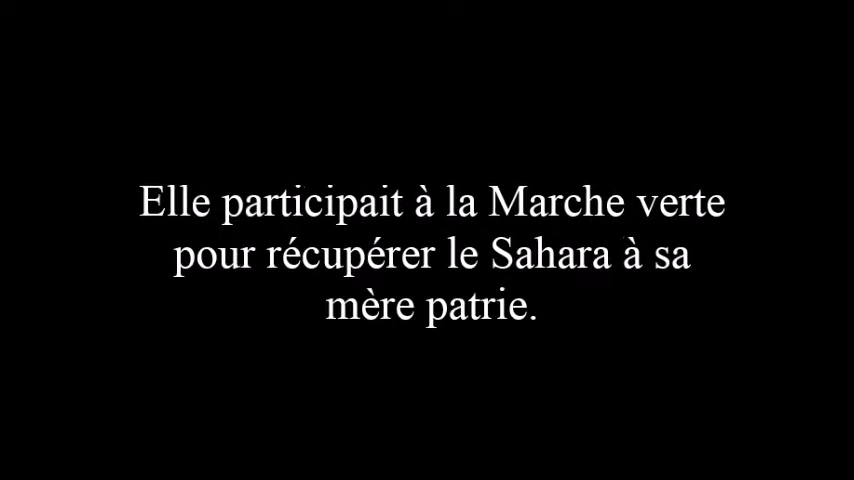 Elle participait à la Marche verte
pour récupérer le Sahara à sa
mère patrie.